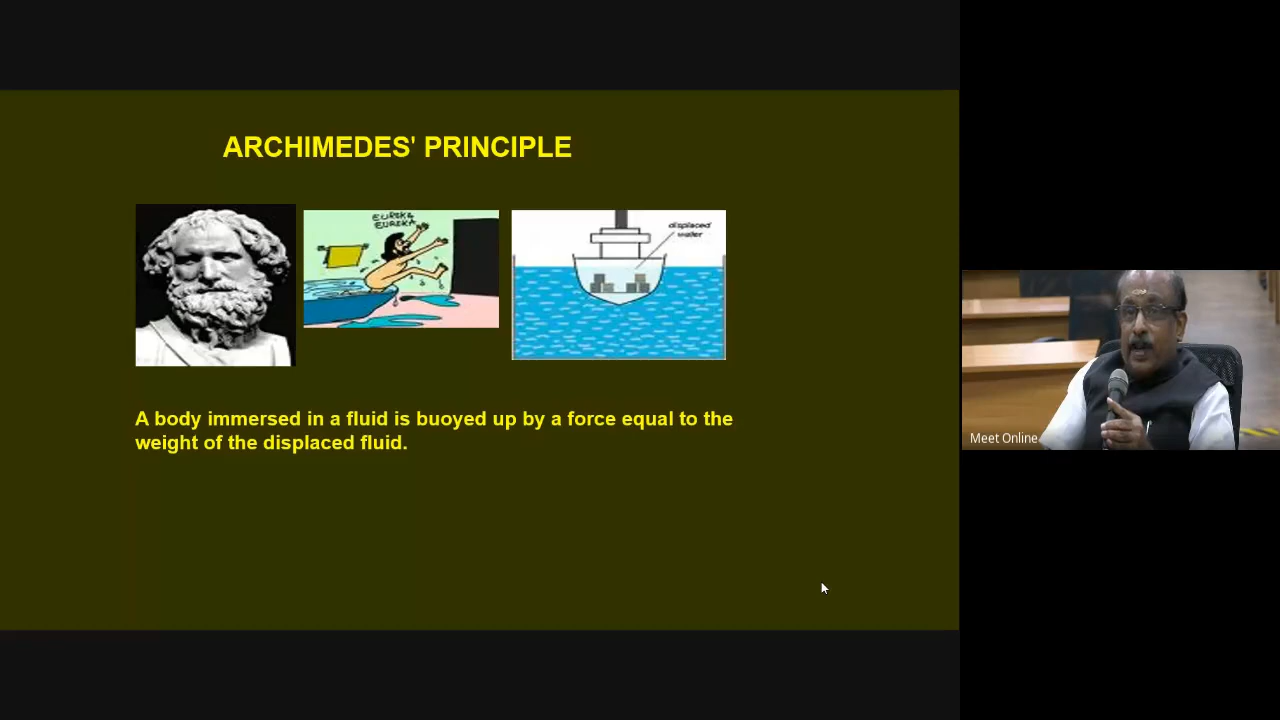 ARCHIMEDES' PRINCIPLE
EUREKA
EUREKA
displaced
water
A body immersed in a fluid is buoyed up by a force equal to the
weight of the displaced fluid.
Meet Online